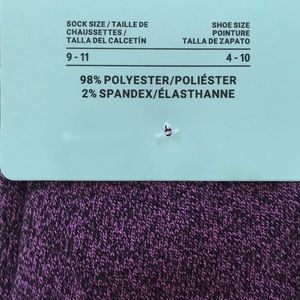 SOCK SIZE / TAILLE DE
CHAUSSETTES /
TALLA DEL CALCETÍN
SHOE SIZE
POINTURE
TALLA DE ZAPATO
9 - 11
4 - 10
98% POLYESTER/POLIÉSTER
2% SPANDEX/ÉLASTHANNE